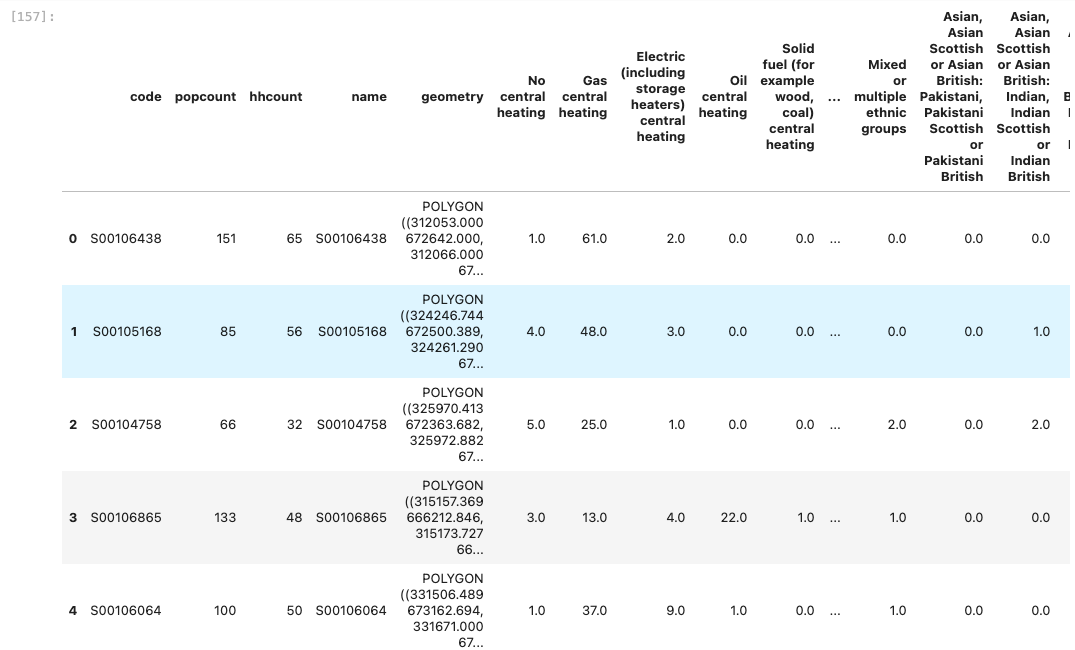 [157]:
code popcount hhcount name geometry No central heating Gas central heating Electric (including storage heaters) central heating Oil central heating Solid fuel (for example wood, coal) central heating ... Mixed or multiple ethnic groups Asian, Asian Scottish or Asian British: Pakistani, Pakistani Scottish or Pakistani British Asian, Asian Scottish or Asian British: Indian, Indian Scottish or Indian British
0 S00106438 151 65 S00106438 POLYGON ((312053.000 672642.000, 312066.000 67... 1.0 61.0 2.0 0.0 0.0 ... 0.0 0.0 0.0
1 S00105168 85 56 S00105168 POLYGON ((324246.744 672500.389, 324261.290 67... 4.0 48.0 3.0 0.0 0.0 ... 0.0 0.0 1.0
2 S00104758 66 32 S00104758 POLYGON ((325970.413 672363.682, 325972.882 67... 5.0 25.0 1.0 0.0 0.0 ... 2.0 0.0 2.0
3 S00106865 133 48 S00106865 POLYGON ((315157.369 666212.846, 315173.727 66... 3.0 13.0 4.0 22.0 1.0 ... 1.0 0.0 0.0
4 S00106064 100 50 S00106064 POLYGON ((331506.489 673162.694, 331671.000 67... 1.0 37.0 9.0 1.0 0.0 ... 1.0 0.0 0.0